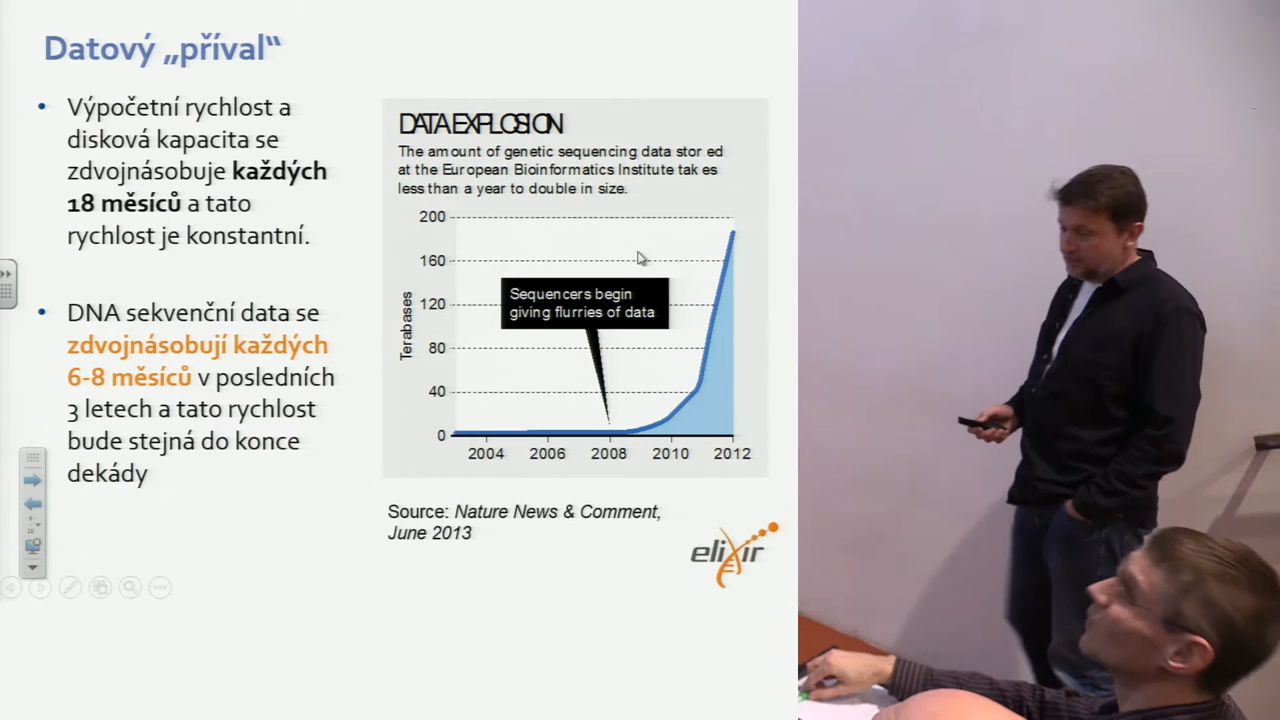 Datový „příval“
• Výpočetní rychlost a
disková kapacita se
zdvojnásobuje každých
18 měsíců a tato
rychlost je konstantní.
• DNA sekvenční data se
zdvojnásobují každých
6-8 měsíců v posledních
3 letech a tato rychlost
bude stejná do konce
dekády
DATA EXPLOSION
The amount of genetic sequencing data stor ed
at the European Bioinformatics Institute tak es
less than a year to double in size.
Terabases
200
160
120
80
40
0
Sequencers begin
giving flurries of data
2004 2006 2008 2010 2012
Source: Nature News & Comment,
June 2013
elixir